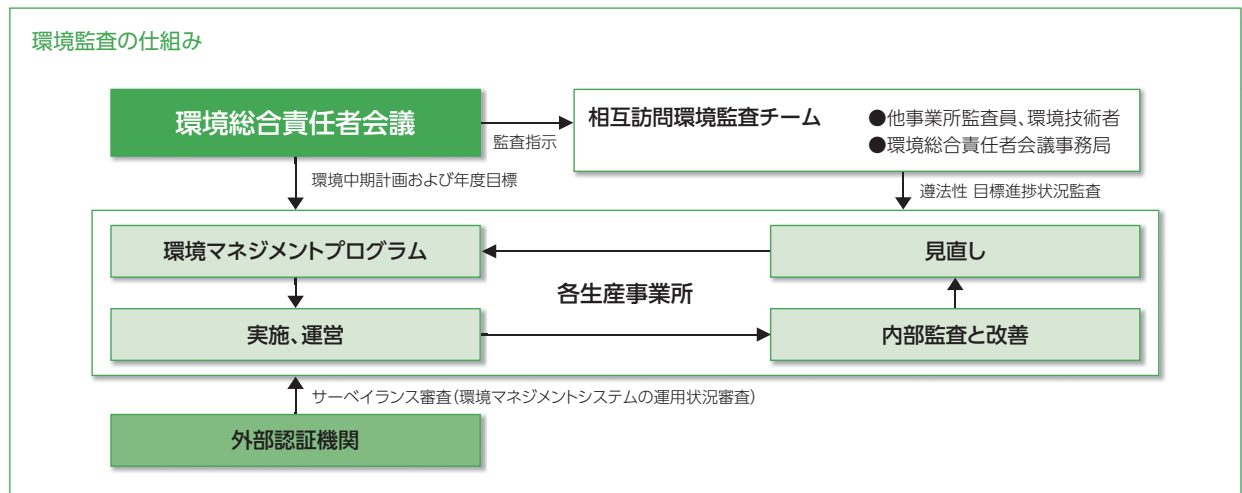 環境監査の仕組み
環境総合責任者会議
監査指示
相互訪問環境監査チーム
●他事業所監査員、環境技術者
●環境総合責任者会議事務局
環境中期計画および年度目標
遵法性 目標進捗状況監査
環境マネジメントプログラム
見直し
各生産事業所
実施、運営
内部監査と改善
サーベイランス審査(環境マネジメントシステムの運用状況審査)
外部認証機関